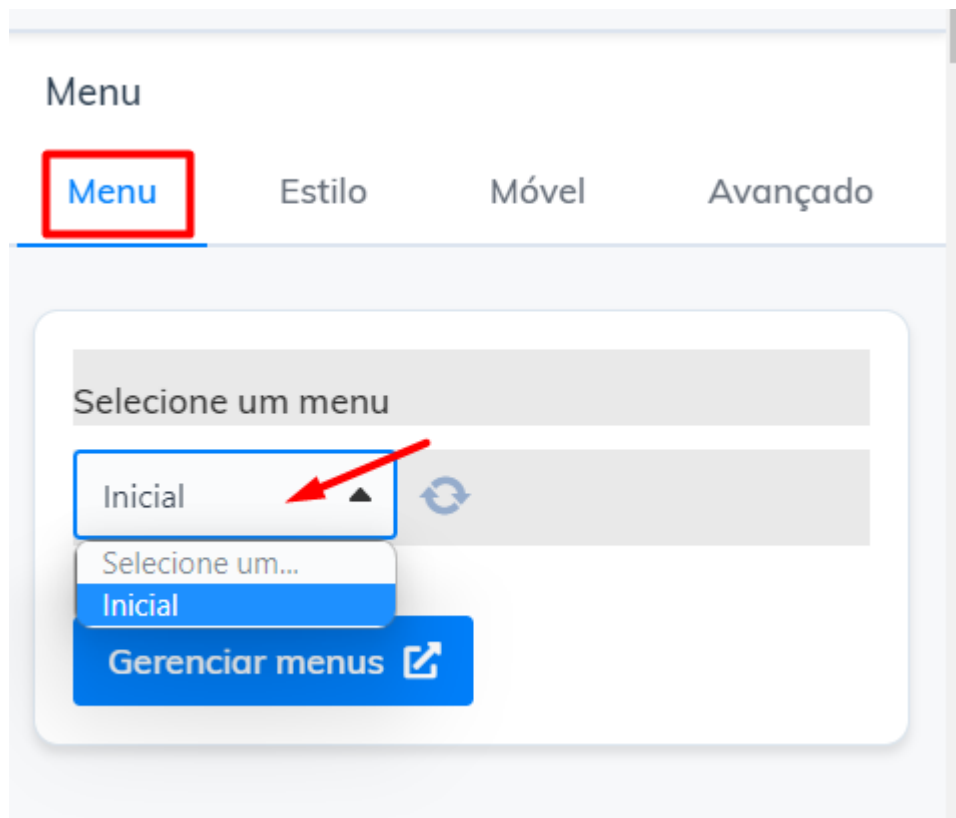 Menu
Menu Estilo Móvel Avançado
Selecione um menu
Inicial
Selecione um...
Inicial
Gerenciar menus